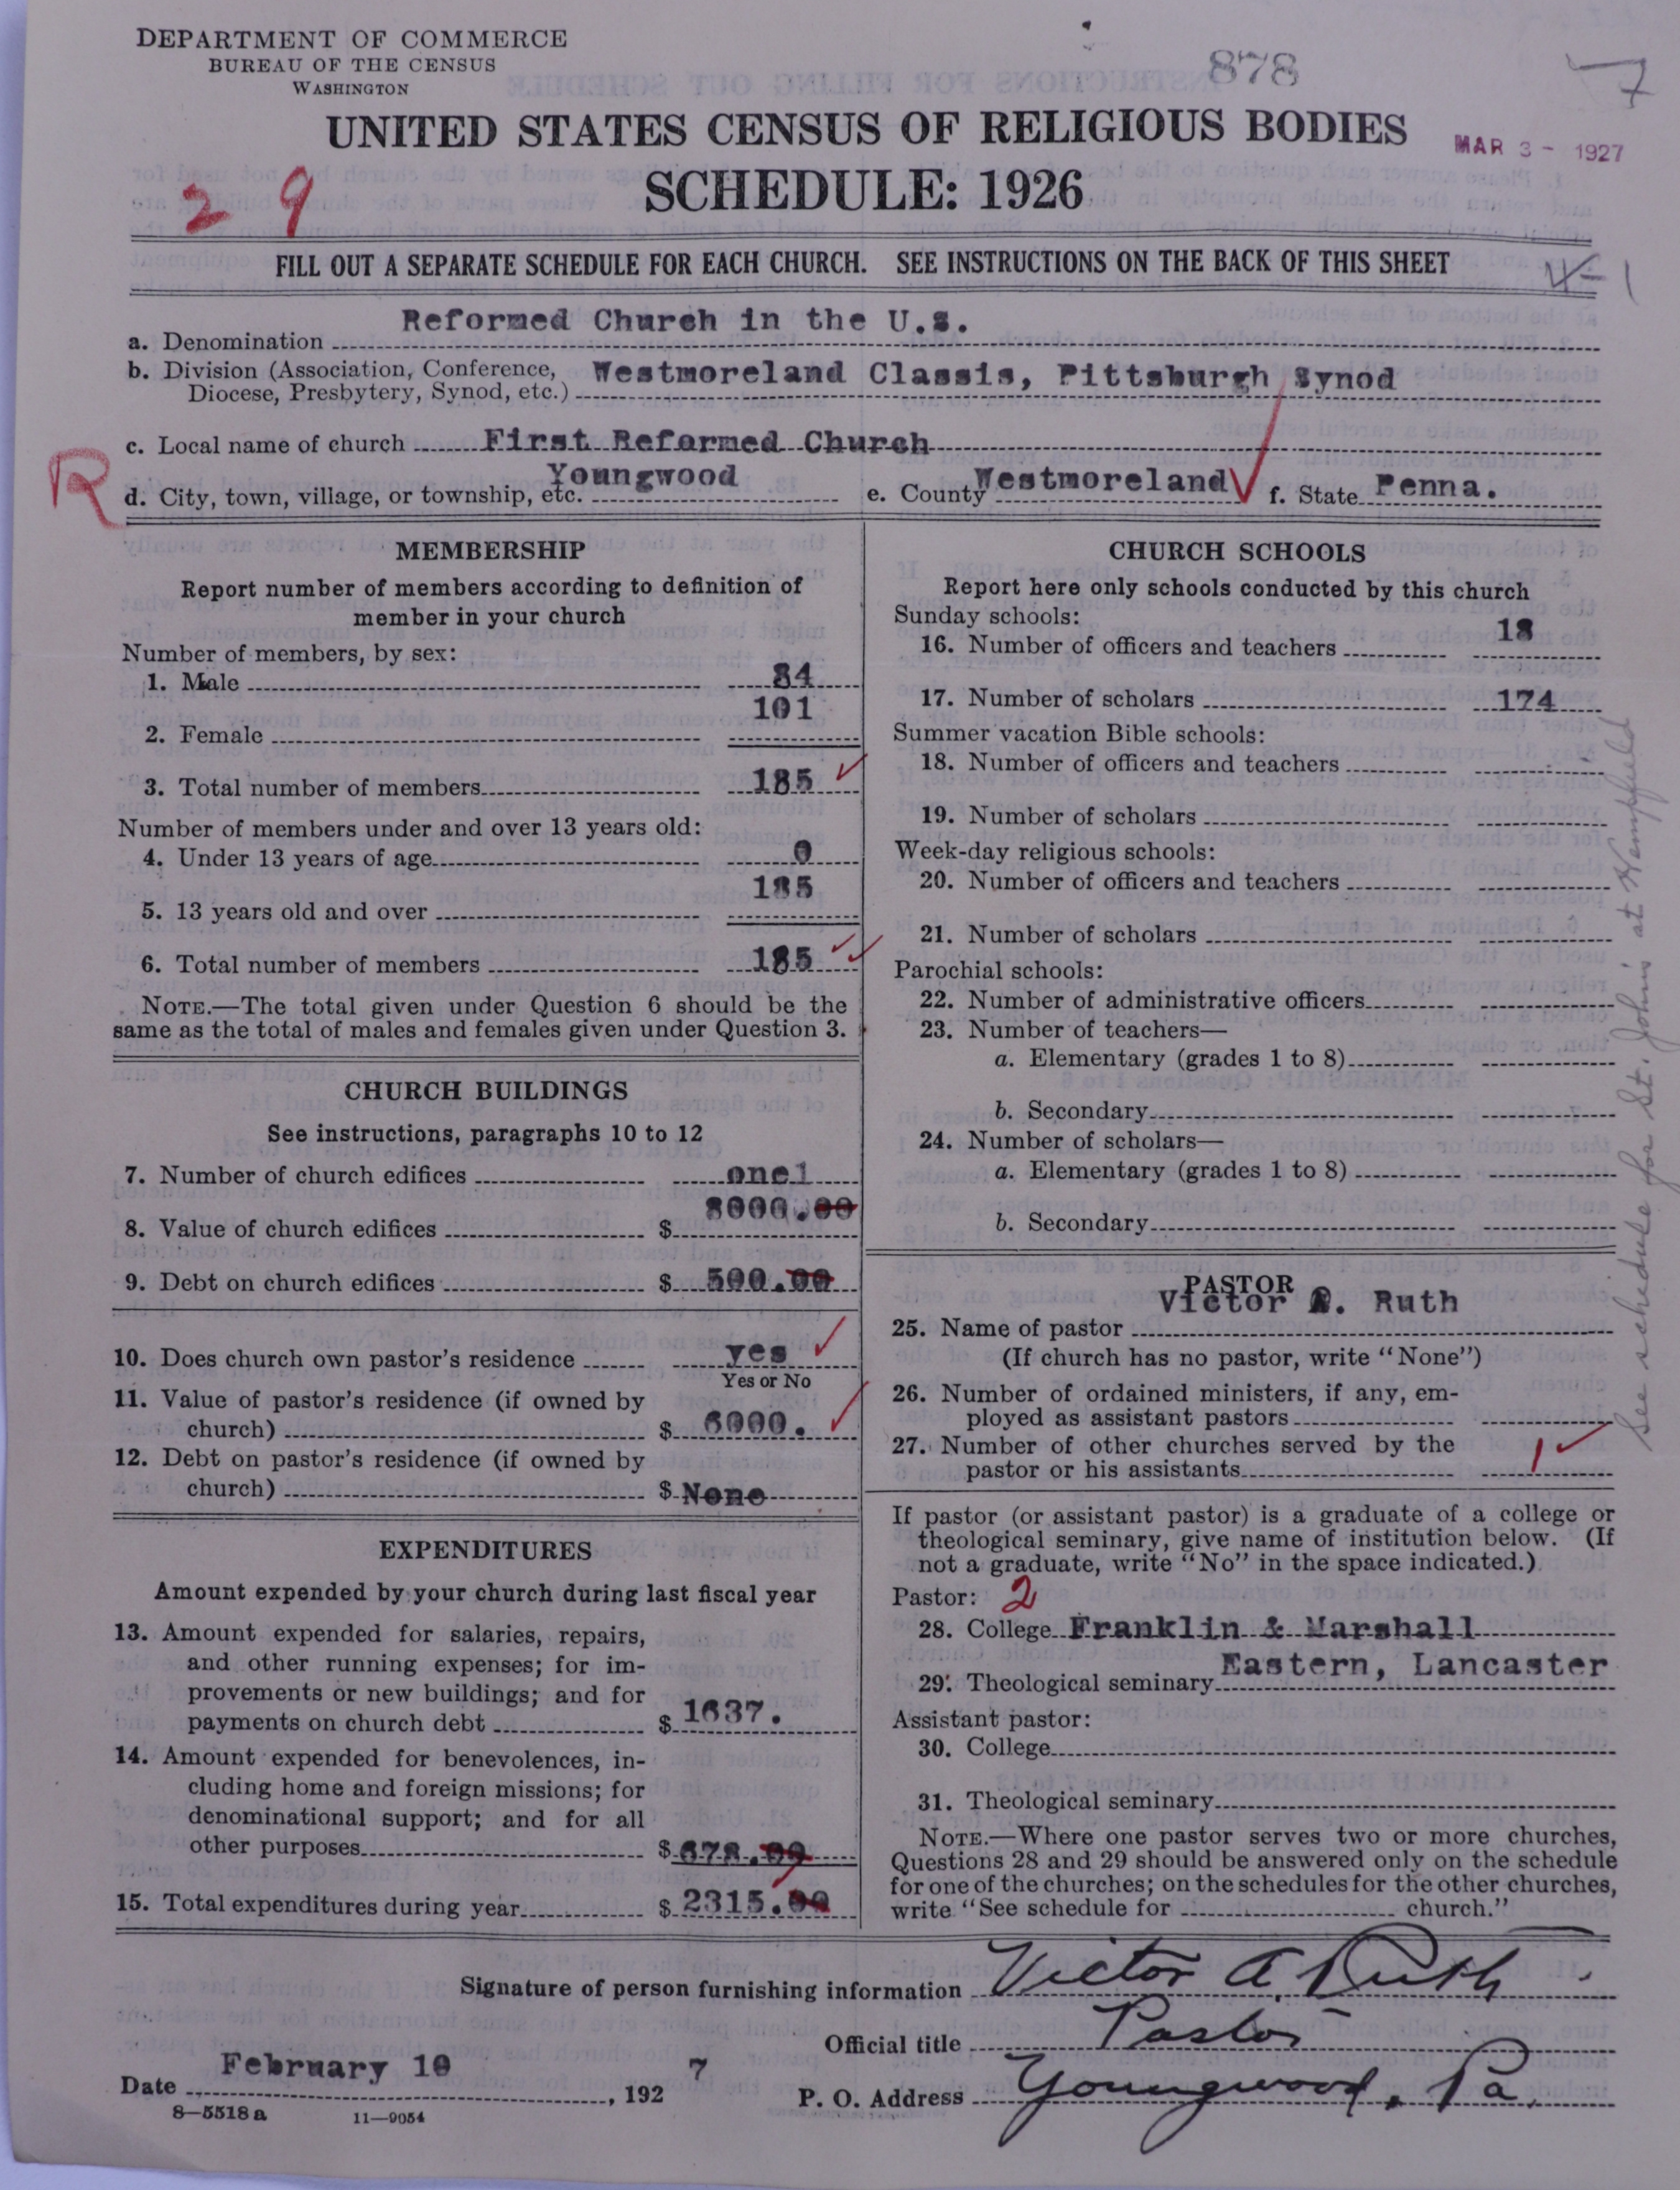 DEPARTMENT OF COMMERCE
BUREAU OF THE CENSUS
WASHINGTON
878
7
UNITED STATES CENSUS OF RELIGIOUS BODIES
MAR 3 - 1927
SCHEDULE: 1926
29
FILL OUT A SEPARATE SCHEDULE FOR EACH CHURCH. SEE INSTRUCTIONS ON THE BACK OF THIS SHEET
4-1
a. Denomination Reformed Church in the U.S.
b. Division (Association, Conference, Diocese, Presbytery, Synod, etc.) Westmoreland Classis, Pittsburgh Synod
c. Local name of church First Reformed Church
R
d. City, town, village, or township, etc. Youngwood e. County Westmoreland f. State Penna.
MEMBERSHIP
Report number of members according to definition of
member in your church
Number of members, by sex:
1. Male 84
2. Female 101
3. Total number of members 185
Number of members under and over 13 years old:
4. Under 13 years of age 0
5. 13 years old and over 185
6. Total number of members 185
NOTE.—The total given under Question 6 should be the
same as the total of males and females given under Question 3.
CHURCH BUILDINGS
See instructions, paragraphs 10 to 12
7. Number of church edifices one1
8. Value of church edifices $ 8000.00
9. Debt on church edifices $ 500.00
10. Does church own pastor's residence yes
Yes or No
11. Value of pastor's residence (if owned by
church) $ 6000.
12. Debt on pastor's residence (if owned by
church) $ None
EXPENDITURES
Amount expended by your church during last fiscal year
13. Amount expended for salaries, repairs,
and other running expenses; for im-
provements or new buildings; and for
payments on church debt $ 1637.
14. Amount expended for benevolences, in-
cluding home and foreign missions; for
denominational support; and for all
other purposes $ 678.00
15. Total expenditures during year $ 2315.00
CHURCH SCHOOLS
Report here only schools conducted by this church
Sunday schools:
16. Number of officers and teachers 18
17. Number of scholars 174
Summer vacation Bible schools:
18. Number of officers and teachers
19. Number of scholars
Week-day religious schools:
20. Number of officers and teachers
21. Number of scholars
Parochial schools:
22. Number of administrative officers
23. Number of teachers—
a. Elementary (grades 1 to 8)
b. Secondary
24. Number of scholars—
a. Elementary (grades 1 to 8)
b. Secondary
PASTOR
25. Name of pastor Victor A. Ruth
(If church has no pastor, write "None")
26. Number of ordained ministers, if any, em-
ployed as assistant pastors
27. Number of other churches served by the
pastor or his assistants 1
If pastor (or assistant pastor) is a graduate of a college or
theological seminary, give name of institution below. (If
not a graduate, write "No" in the space indicated.)
Pastor: 2
28. College Franklin & Marshall
29. Theological seminary Eastern, Lancaster
Assistant pastor:
30. College
31. Theological seminary
NOTE.—Where one pastor serves two or more churches,
Questions 28 and 29 should be answered only on the schedule
for one of the churches; on the schedules for the other churches,
write "See schedule for church."
See schedule for St. John's at Hempfield
Signature of person furnishing information Victor A. Ruth
Official title Pastor
Date February 10, 1927
P. O. Address Youngwood, Pa.
8—5518a 11—9054